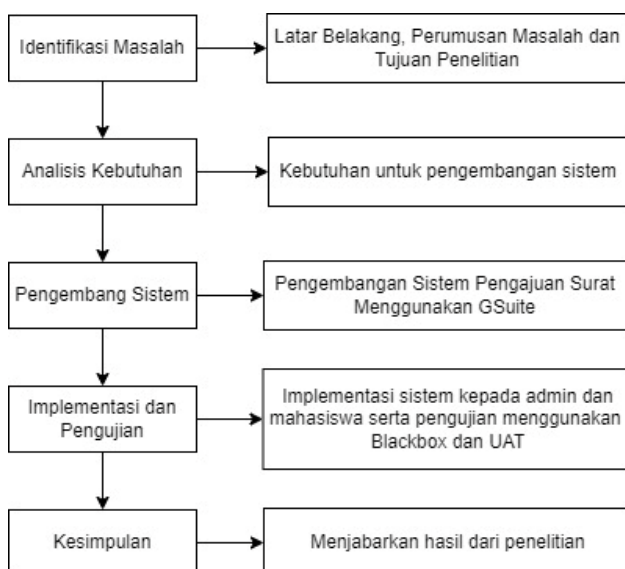 Identifikasi Masalah
Latar Belakang, Perumusan Masalah dan
Tujuan Penelitian
Analisis Kebutuhan
Kebutuhan untuk pengembangan sistem
Pengembang Sistem
Pengembangan Sistem Pengajuan Surat
Menggunakan GSuite
Implementasi dan
Pengujian
Implementasi sistem kepada admin dan
mahasiswa serta pengujian menggunakan
Blackbox dan UAT
Kesimpulan
Menjabarkan hasil dari penelitian